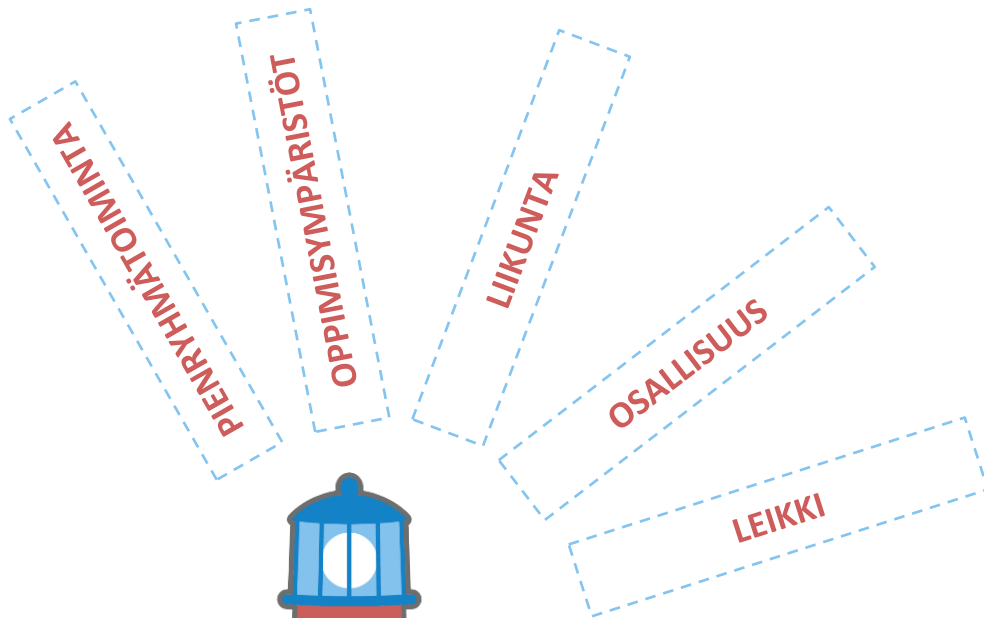 PIENRYHMÄTOIMINTA
OPPIMISYMPÄRISTÖT
LIIKUNTA
OSALLISUUS
LEIKKI